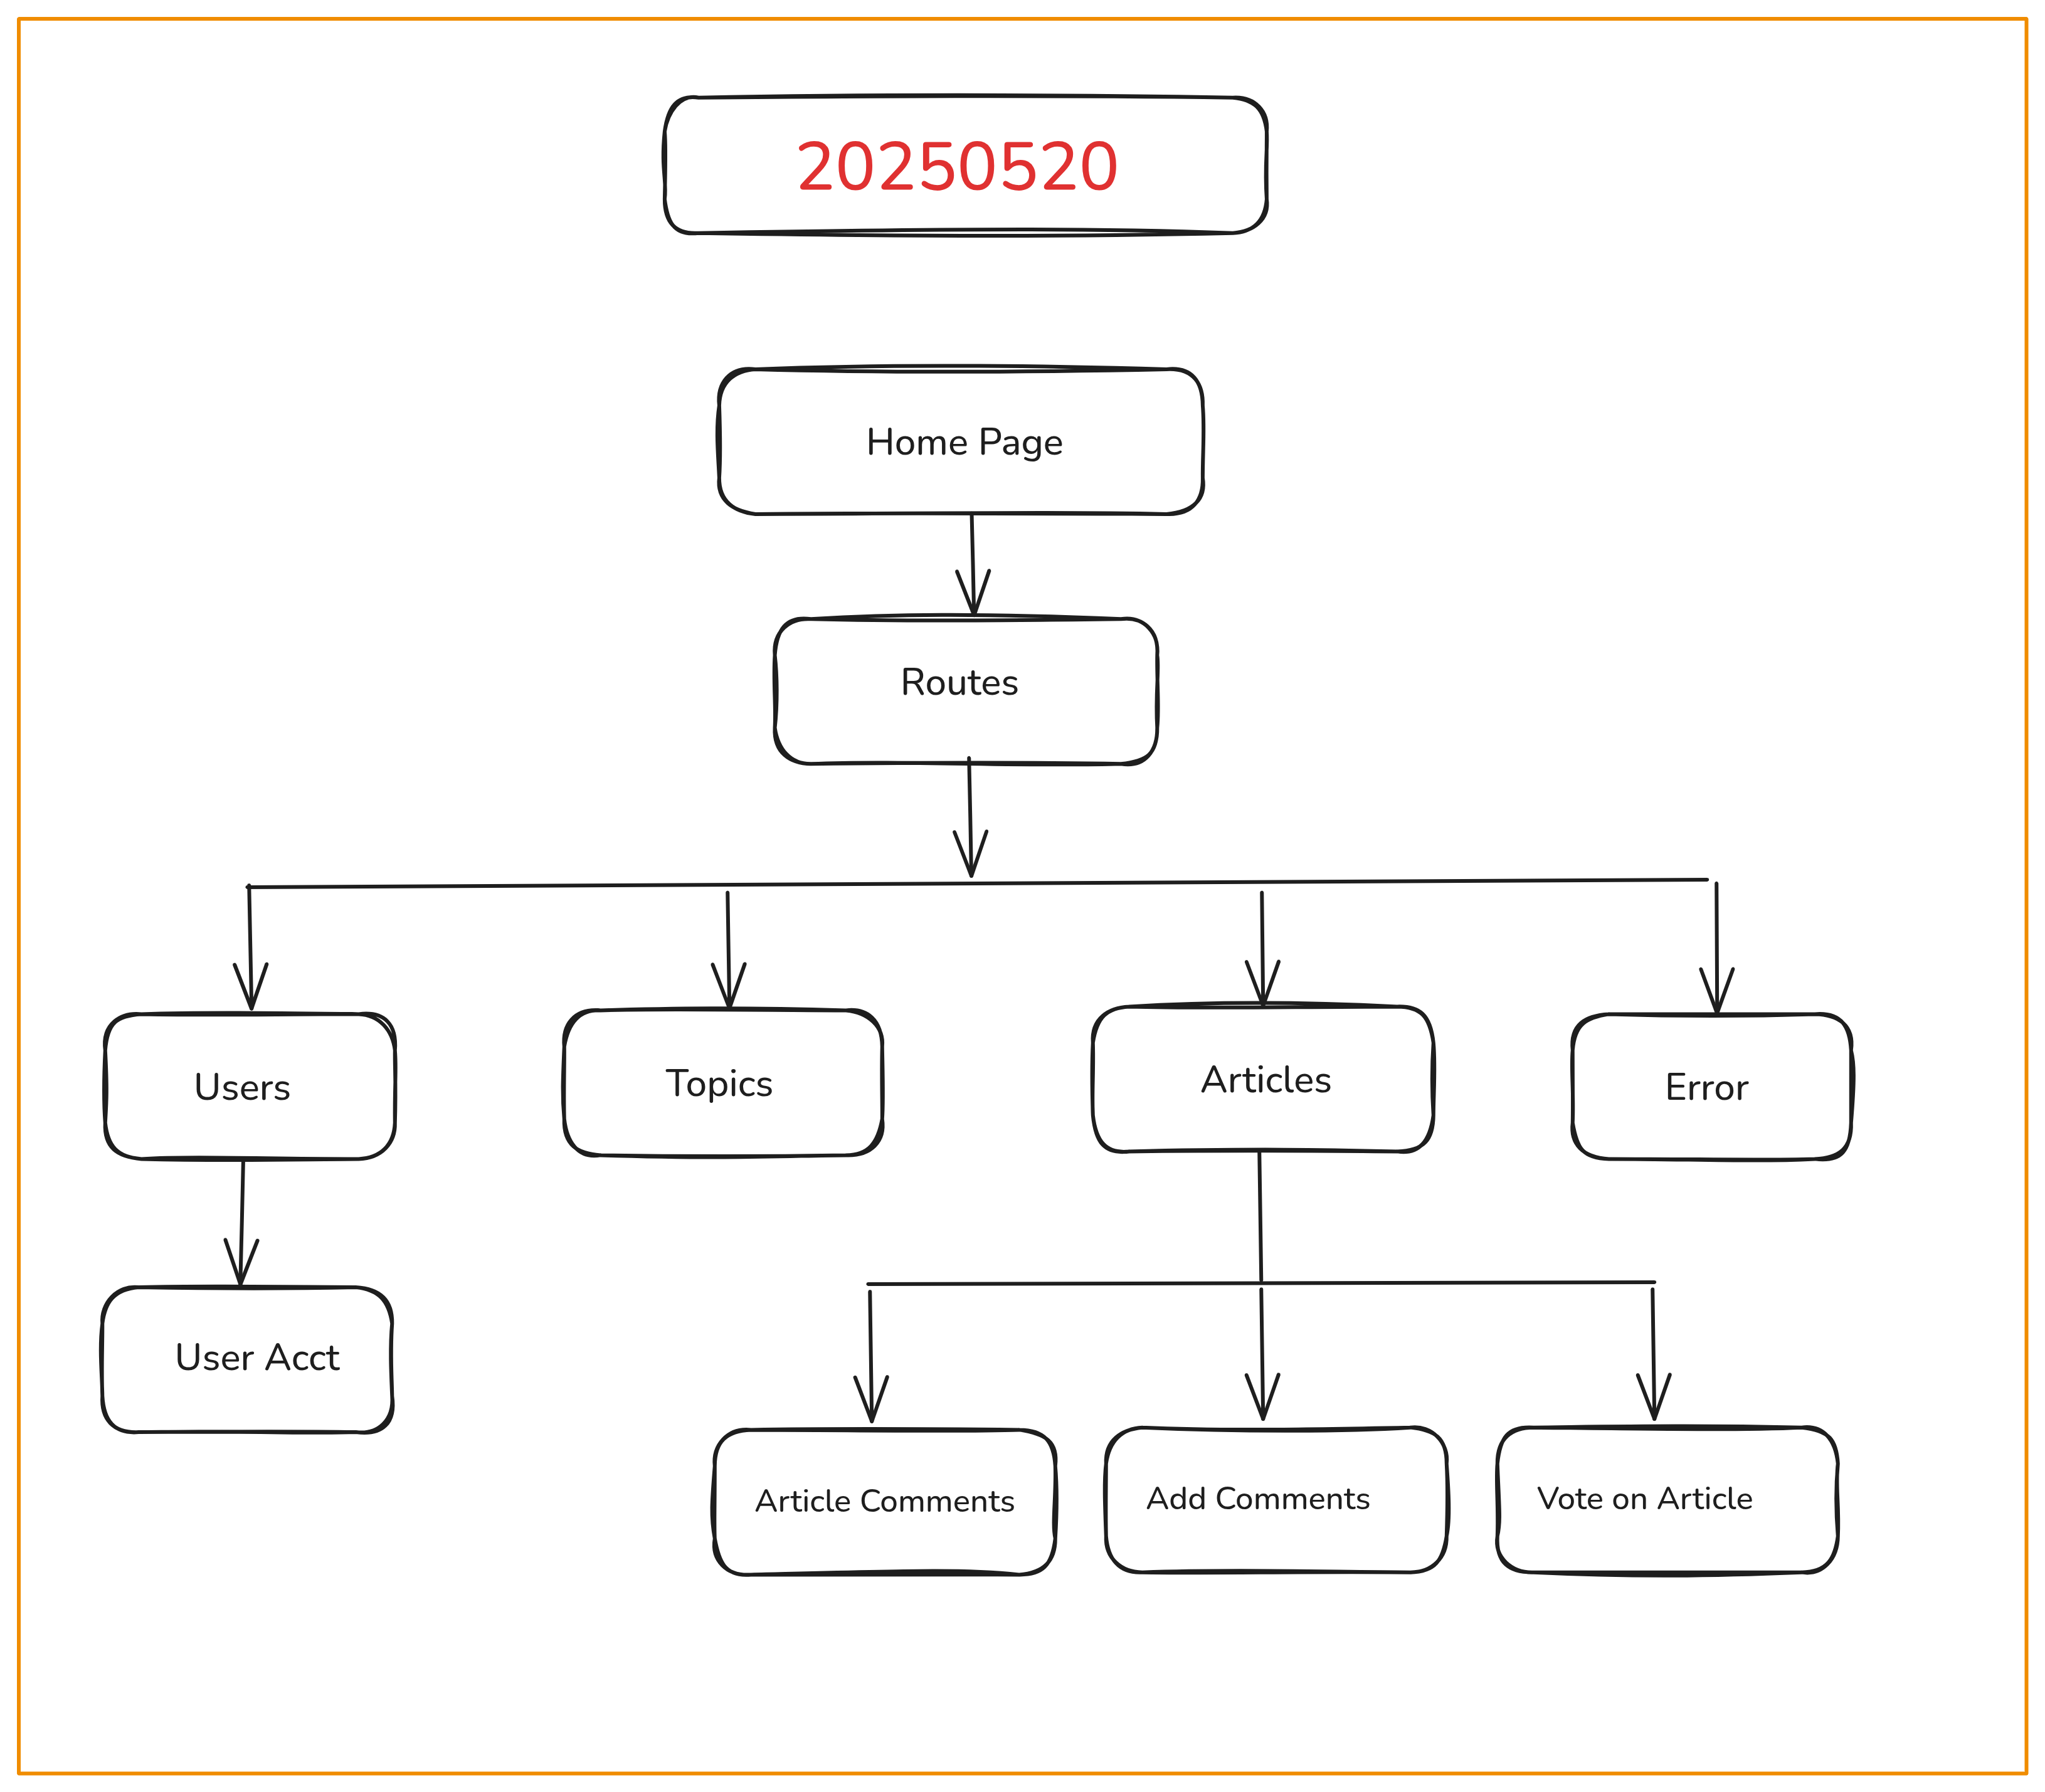 20250520
Home Page
Routes
Users
Topics
Articles
Error
User Acct
Article Comments
Add Comments
Vote on Article